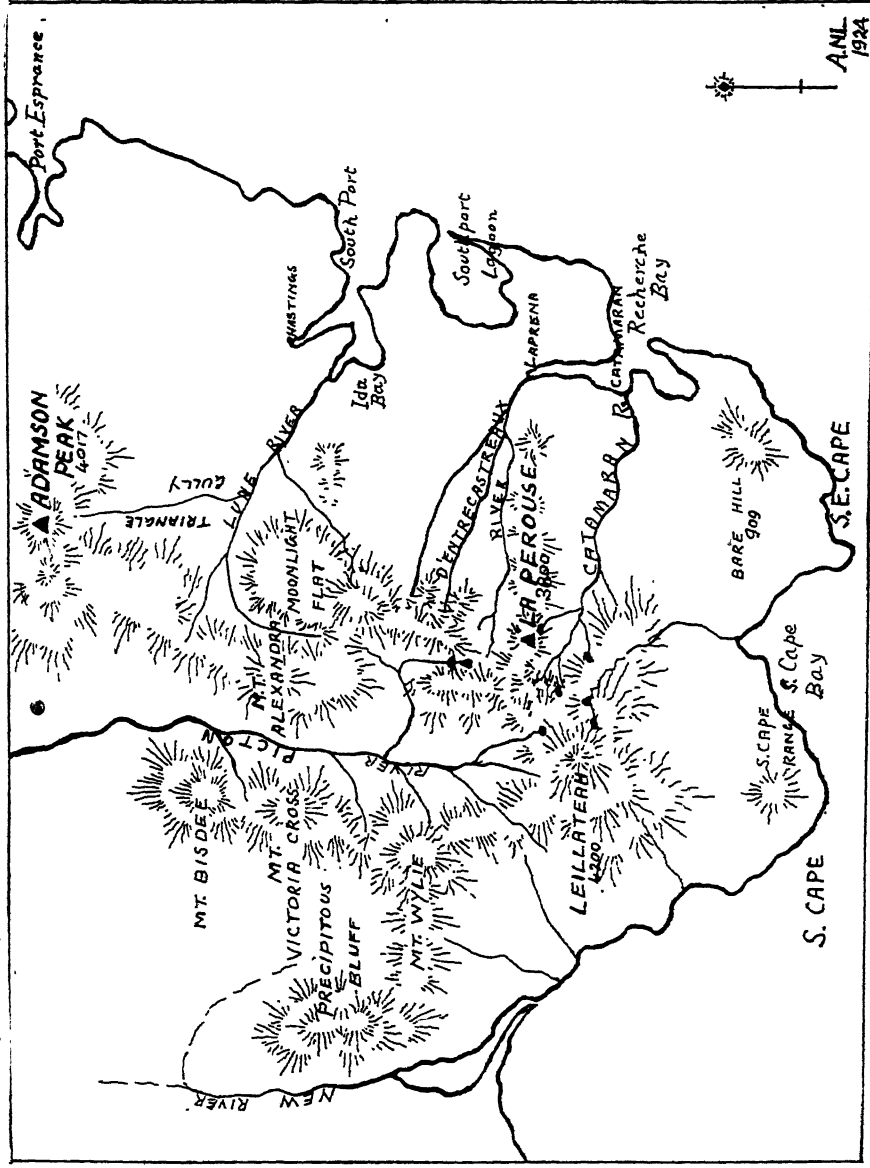 Port Esprance.
A.N.L.
1924
ADAMSON
PEAK
4017
HASTINGS
South Port
TRIANGLE
GULLY
LUNE RIVER
Ida
Bay
Southport
Lagoon
MT. BISDEE
PICTON
RIVER
MT.
ALEXANDRA
MOONLIGHT
FLAT
MT.
VICTORIA CROSS
LAPRENA
D'ENTRECASTREAUX
RIVER
PRECIPITOUS
BLUFF
MT. WYLIE
LA PEROUSE
3800
CATAMARAN R.
CATAMARAN
Recherche
Bay
NEW
RIVER
LEILLATEAH
4200
BARE HILL
909
S. CAPE
RANGE
S. Cape
Bay
S. CAPE
S.E. CAPE